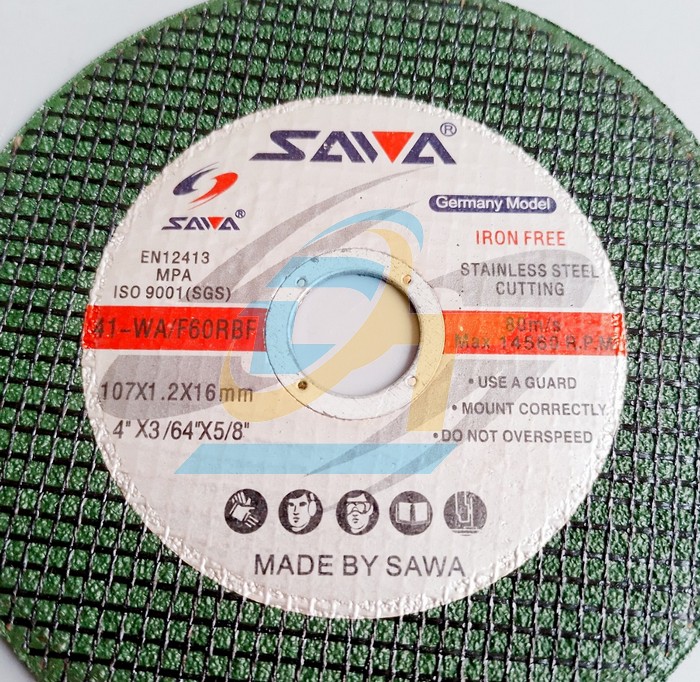 SAWA®
SAWA®
Germany Model
IRON FREE
EN12413
MPA
ISO 9001(SGS)
STAINLESS STEEL
CUTTING
41-WA/F60RBF
80m/s
Max 14560 R.P.M
107X1.2X16mm
4"X3/64"X5/8"
• USE A GUARD
• MOUNT CORRECTLY
• DO NOT OVERSPEED
MADE BY SAWA